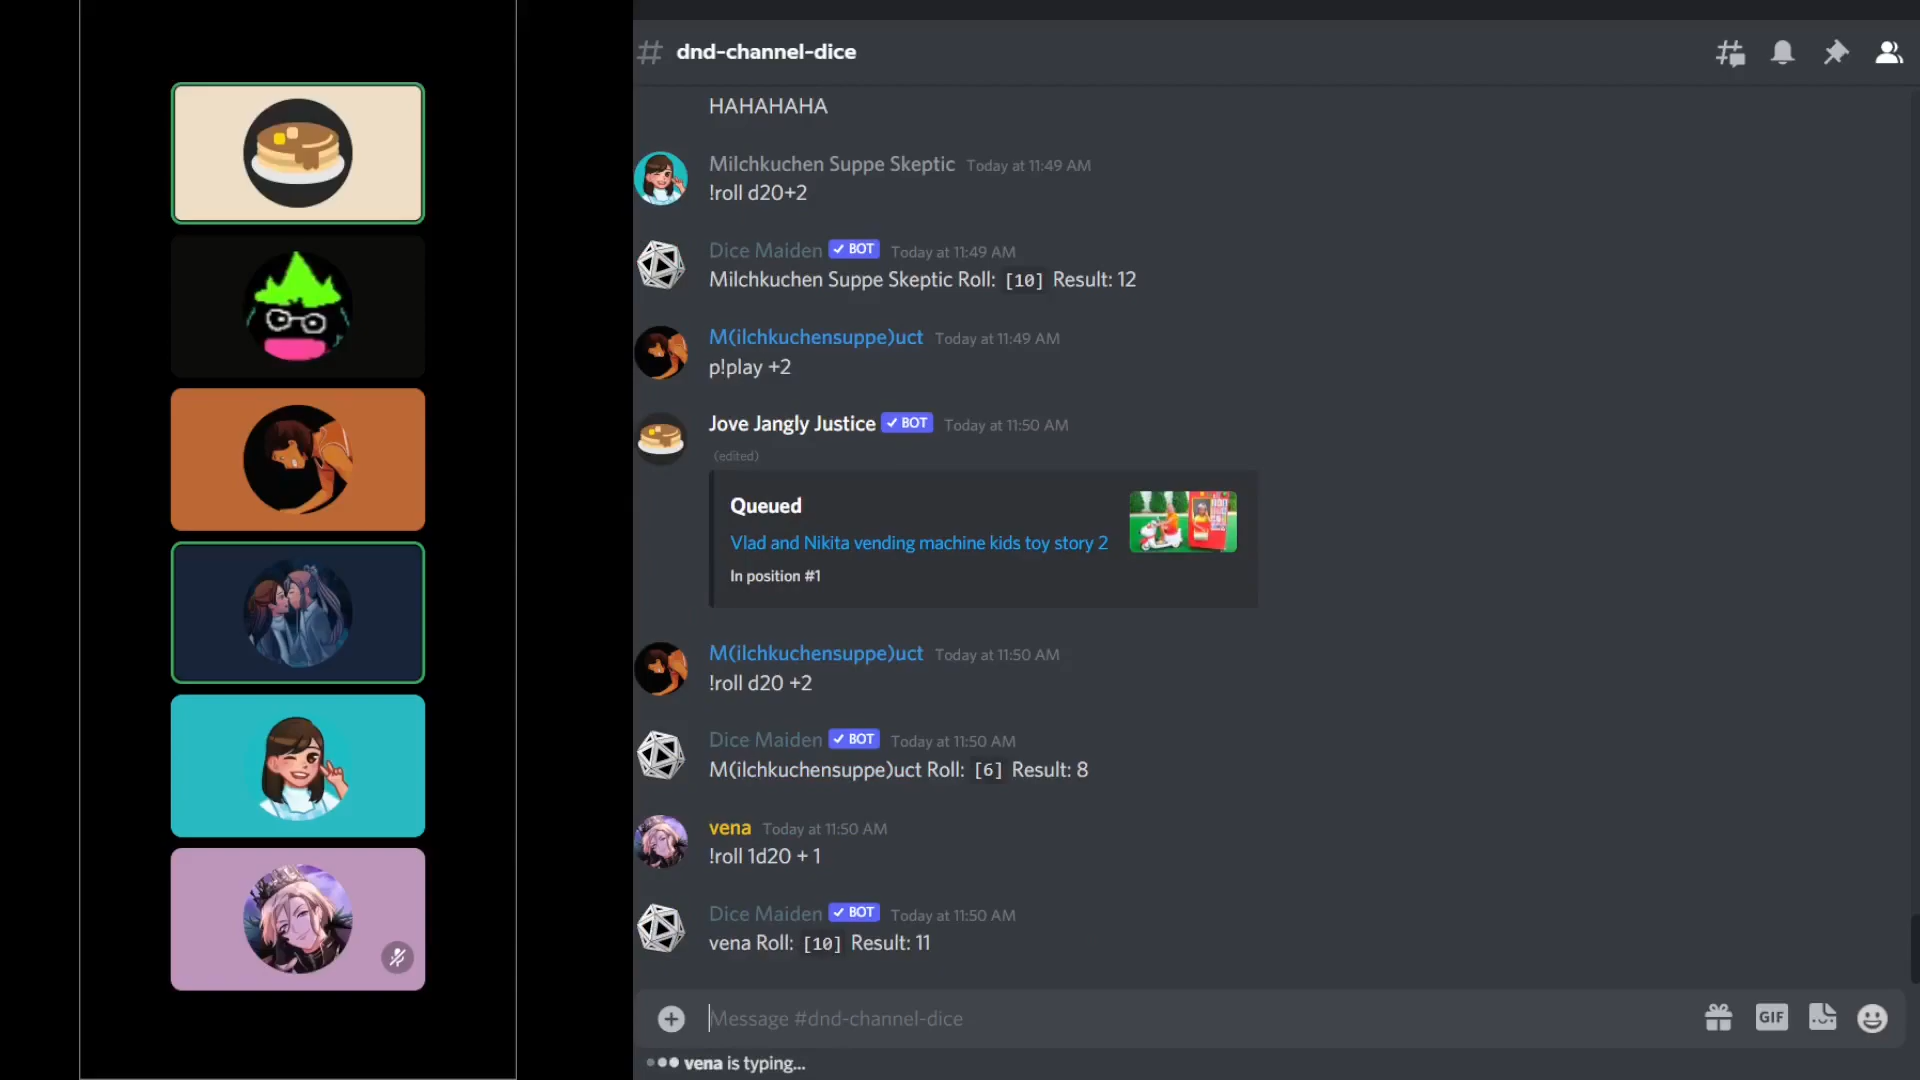 # dnd-channel-dice
HAHAHAHA
Milchkuchen Suppe Skeptic Today at 11:49 AM
!roll d20+2
Dice Maiden BOT Today at 11:49 AM
Milchkuchen Suppe Skeptic Roll: [10] Result: 12
M(ilchkuchensuppe)uct Today at 11:49 AM
p!play +2
Jove Jangly Justice BOT Today at 11:50 AM
(edited)
Queued
Vlad and Nikita vending machine kids toy story 2
In position #1
M(ilchkuchensuppe)uct Today at 11:50 AM
!roll d20 +2
Dice Maiden BOT Today at 11:50 AM
M(ilchkuchensuppe)uct Roll: [6] Result: 8
vena Today at 11:50 AM
!roll 1d20 + 1
Dice Maiden BOT Today at 11:50 AM
vena Roll: [10] Result: 11
Message #dnd-channel-dice
GIF
vena is typing...